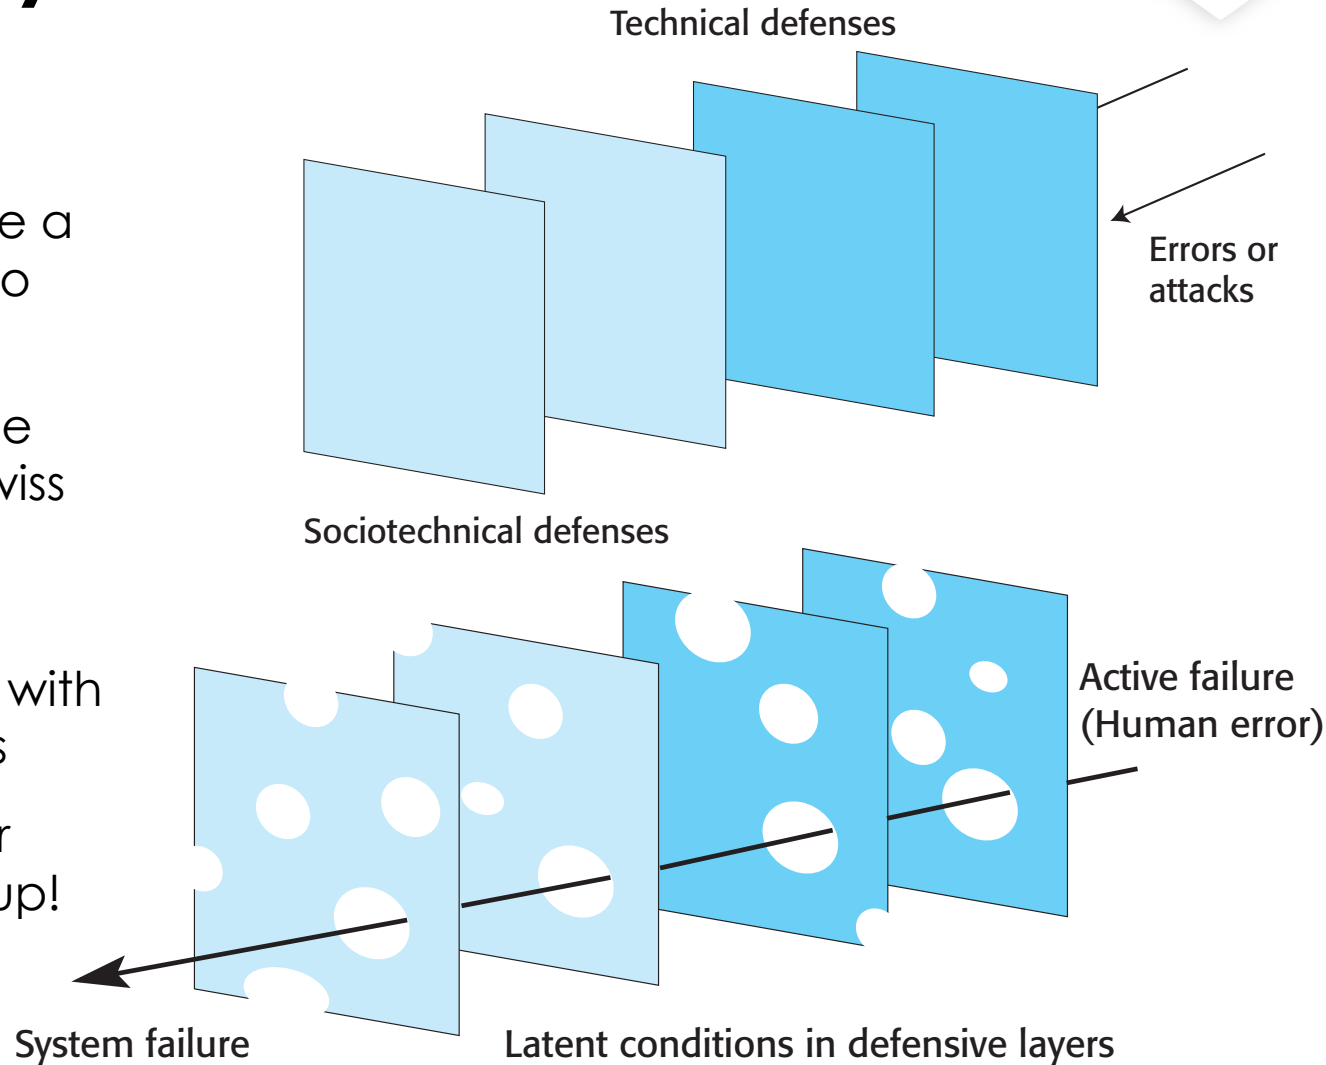 y
Technical defenses
e a
o
e
viss
Errors or
attacks
Sociotechnical defenses
with
s
r
up!
Active failure
(Human error)
System failure
Latent conditions in defensive layers